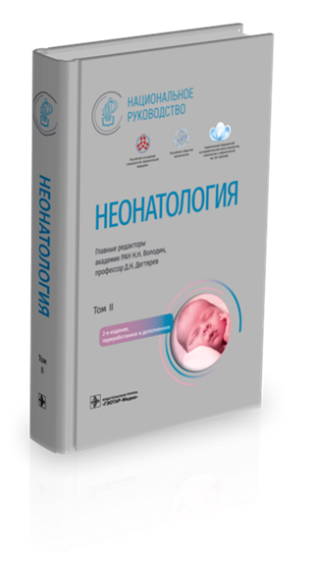 НАЦИОНАЛЬНОЕ
РУКОВОДСТВО
НЕОНАТОЛОГИЯ
Главные редакторы
академик РАН Н.Н. Володин,
профессор Д.Н. Дегтярев
Том II
2-е издание,
переработанное и дополненное
«ГЭОТАР-Медиа»
НЕОНАТОЛОГИЯ
Том
II